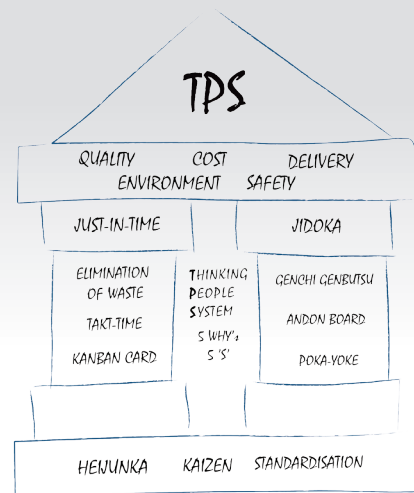 TPS
QUALITY COST DELIVERY
ENVIRONMENT SAFETY
JUST-IN-TIME
JIDOKA
ELIMINATION
OF WASTE
TAKT-TIME
KANBAN CARD
THINKING
PEOPLE
SYSTEM
5 WHY's
5 'S'
GENCHI GENBUTSU
ANDON BOARD
POKA-YOKE
HEIJUNKA KAIZEN STANDARDISATION